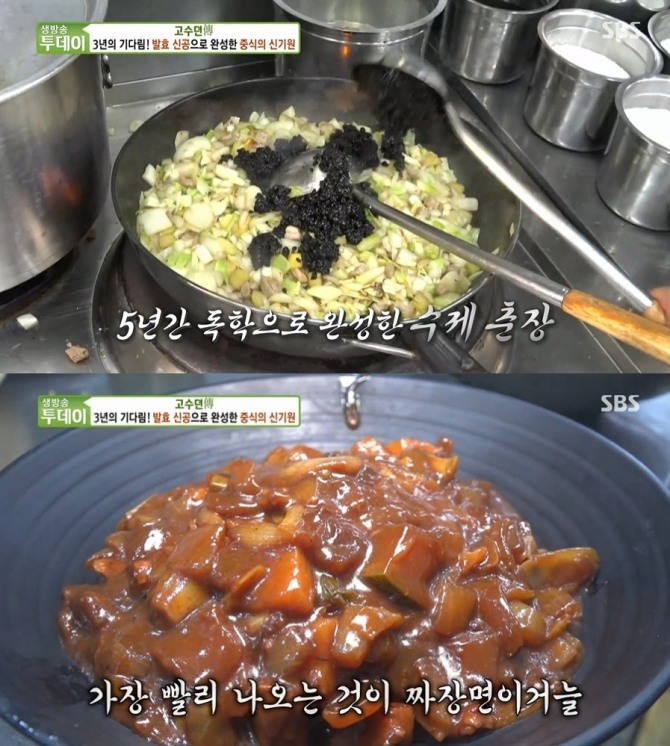 생방송
투데이
고수뎐傳
3년의 기다림! 발효 신공으로 완성한 중식의 신기원
SBS
5년간 독학으로 완성한 수제 춘장
생방송
투데이
고수뎐傳
3년의 기다림! 발효 신공으로 완성한 중식의 신기원
SBS
가장 빨리 나오는 것이 짜장면이거늘